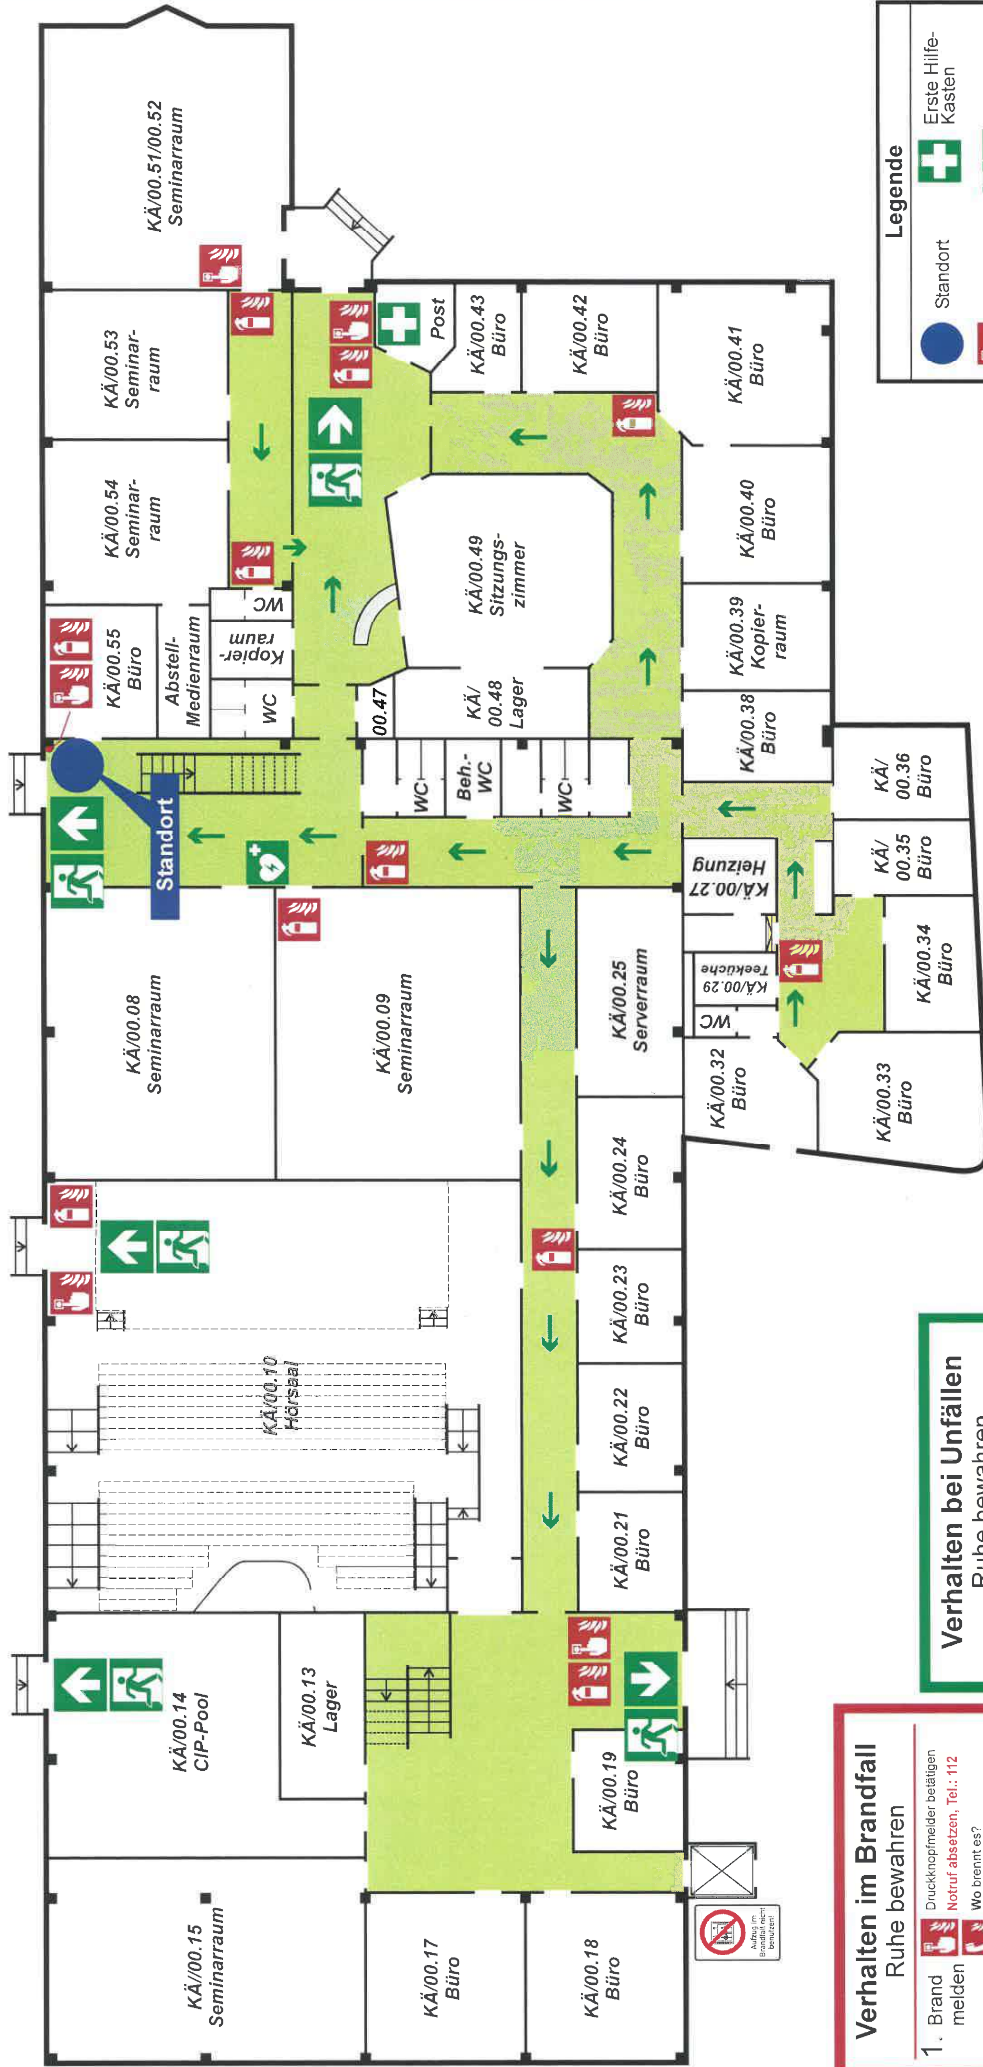 KÄ//00.15
Seminarraum
KÄ/00.17
Büro
KÄ/00.18
Büro
KÄ/00.14
CIP-Pool
KÄ/00.13
Lager
KÄ/00.19
Büro
Aufzug im
Brandfall nicht
benutzen!
KÄ/00.10
Hörsaal
KÄ/00.21
Büro
KÄ/00.22
Büro
KÄ/00.23
Büro
KÄ/00.24
Büro
KÄ/00.25
Serverraum
KÄ/00.08
Seminarraum
KÄ/00.09
Seminarraum
Standort
KÄ/00.32
Büro
KÄ/00.33
Büro
KÄ/00.34
Büro
KÄ/
00.35
Büro
KÄ/
00.36
Büro
WC
KÄ/00.29
Teeküche
KÄ/00.27
Heizung
WC
Beh.-
WC
WC
00.47
KÄ/
00.48
Lager
KÄ/00.49
Sitzungs-
zimmer
KÄ/00.38
Büro
KÄ/00.39
Kopier-
raum
KÄ/00.40
Büro
KÄ/00.41
Büro
KÄ/00.42
Büro
KÄ/00.43
Büro
Post
KÄ/00.55
Büro
Abstell-
Medienraum
WC
Kopier-
raum
WC
KÄ/00.54
Seminar-
raum
KÄ/00.53
Seminar-
raum
KÄ/00.51/00.52
Seminarraum
Verhalten im Brandfall
Ruhe bewahren
1. Brand
melden
Druckknopfmelder betätigen
Notruf absetzen, Tel.: 112
Wo brennt es?
Verhalten bei Unfällen
Ruhe bewahren
Legende
Standort
Erste Hilfe-
Kasten